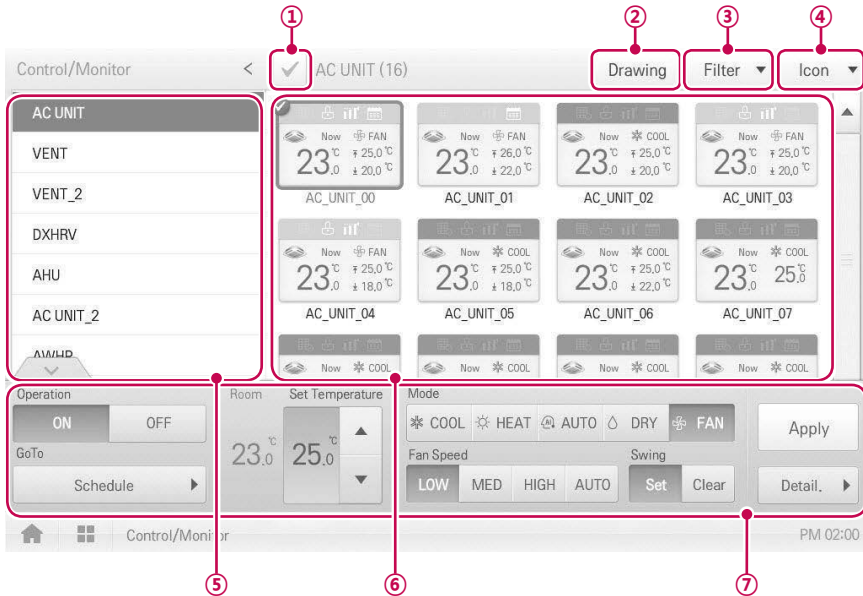 ① ② ③ ④
Control/Monitor < AC UNIT (16) Drawing Filter ▼ Icon ▼
AC UNIT
VENT
VENT_2
DXHRV
AHU
AC UNIT_2
AWHP
Now FAN 23.0 ℃ 25.0 ℃ 20.0 ℃
AC_UNIT_00
Now FAN 23.0 ℃ 26.0 ℃ 22.0 ℃
AC_UNIT_01
Now COOL 23.0 ℃ 25.0 ℃ 20.0 ℃
AC_UNIT_02
Now FAN 23.0 ℃ 25.0 ℃ 20.0 ℃
AC_UNIT_03
Now FAN 23.0 ℃ 25.0 ℃ 18.0 ℃
AC_UNIT_04
Now COOL 23.0 ℃ 25.0 ℃ 18.0 ℃
AC_UNIT_05
Now COOL 23.0 ℃ 25.0 ℃ 22.0 ℃
AC_UNIT_06
Now COOL 23.0 ℃ 25.0 ℃
AC_UNIT_07
Now COOL
Now COOL
Now COOL
Now COOL
Operation
ON OFF
GoTo
Schedule
Room Set Temperature
23.0 ℃ 25.0 ℃
Mode
COOL HEAT AUTO DRY FAN
Fan Speed Swing
LOW MED HIGH AUTO Set Clear
Apply
Detail.
Control/Monitor PM 02:00
⑤ ⑥ ⑦